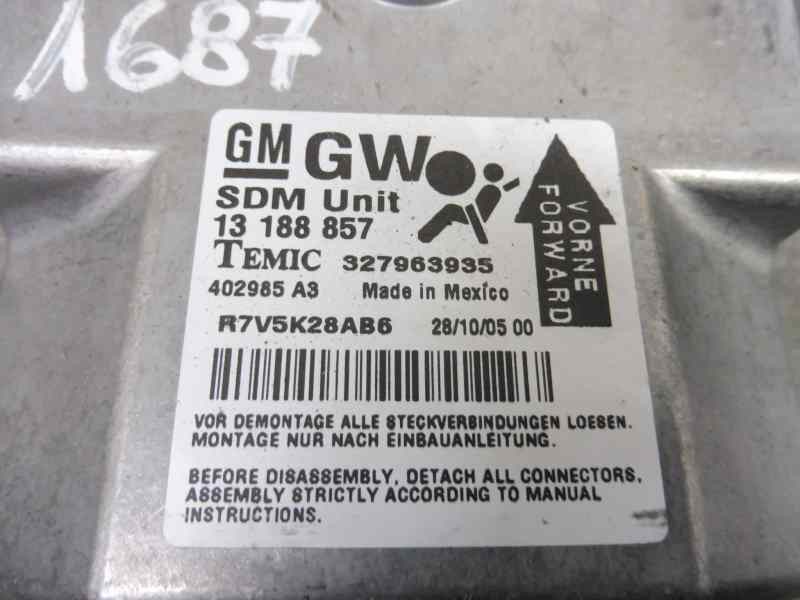 1687
GM GW
SDM Unit
13 188 857
TEMIC 327963935
402985 A3 Made in Mexico
R7V5K28AB6 28/10/05 00
VORNE
FORWARD
VOR DEMONTAGE ALLE STECKVERBINDUNGEN LOESEN.
MONTAGE NUR NACH EINBAUANLEITUNG.
BEFORE DISASSEMBLY, DETACH ALL CONNECTORS,
ASSEMBLY STRICTLY ACCORDING TO MANUAL
INSTRUCTIONS.